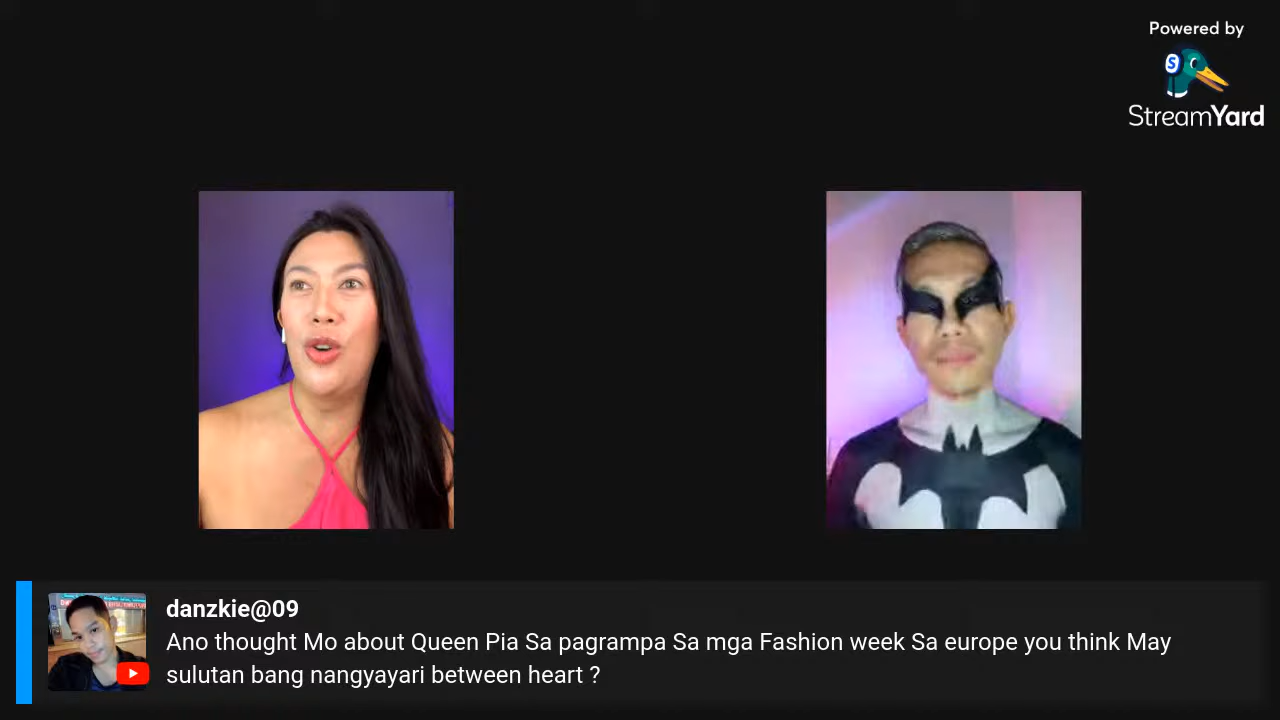 Powered by
S
StreamYard
danzkie@09
Ano thought Mo about Queen Pia Sa pagrampa Sa mga Fashion week Sa europe you think May
sulutan bang nangyayari between heart ?